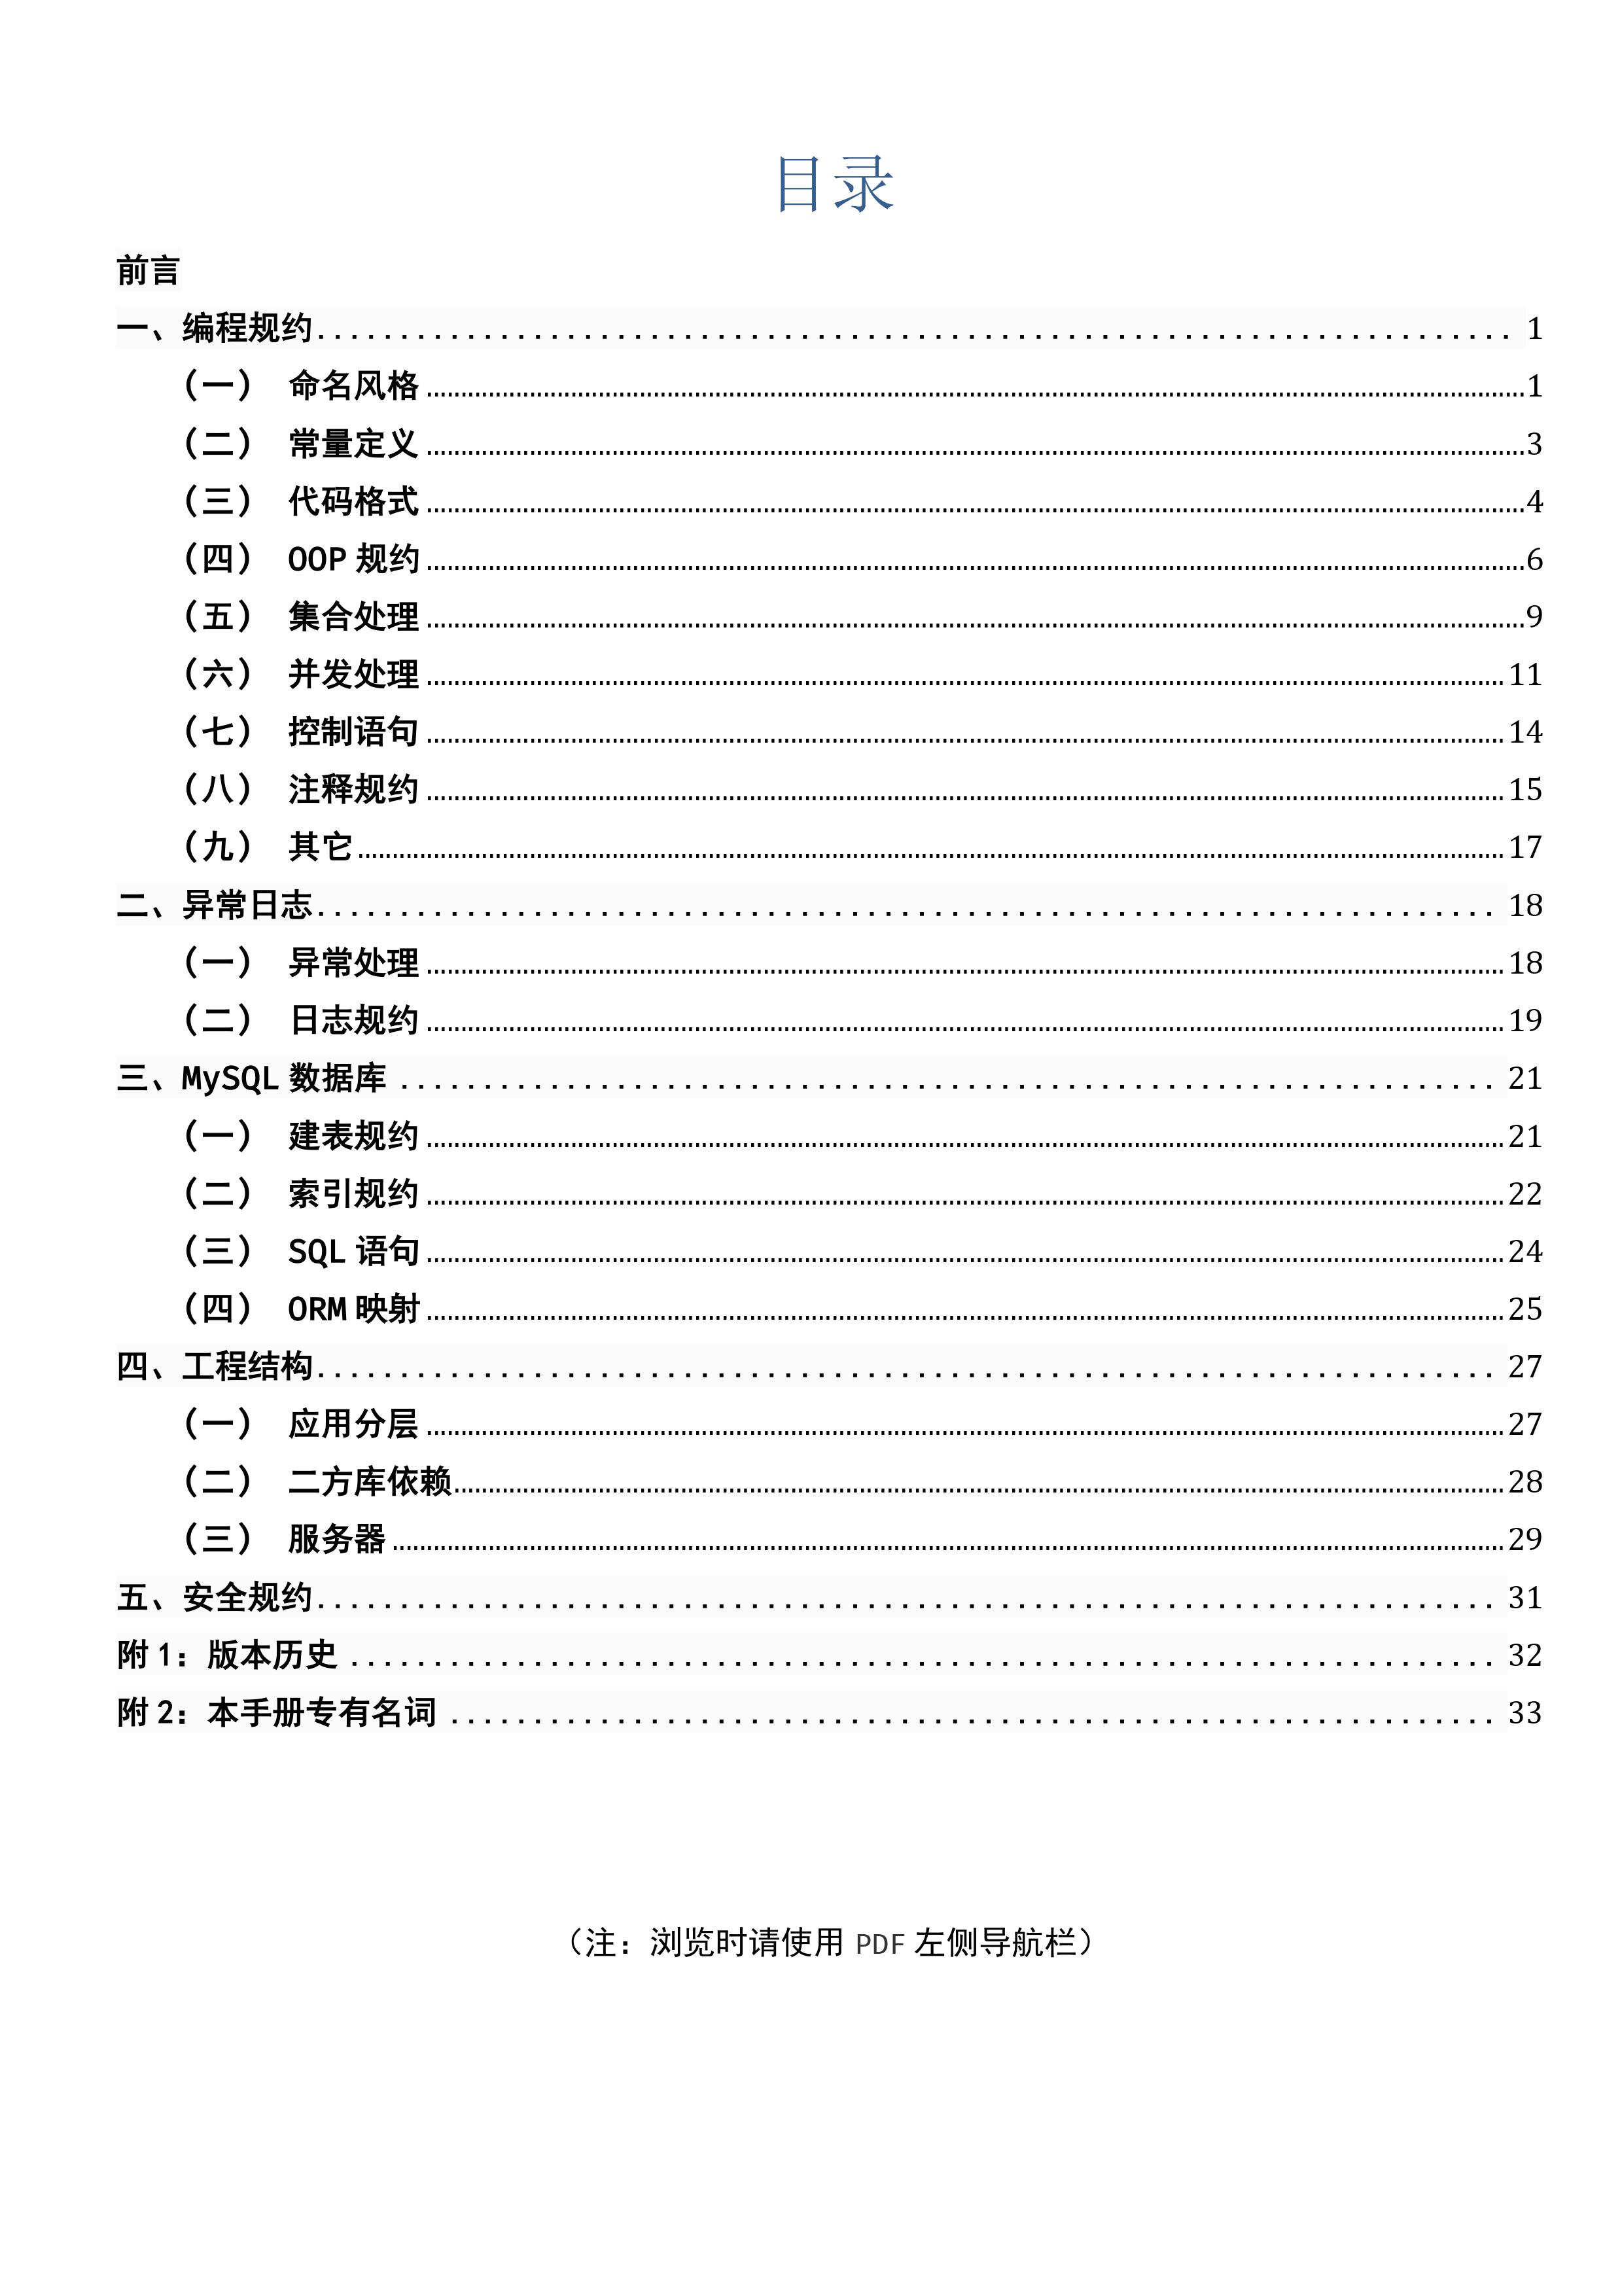 目录
前言
一、编程规约 1
（一） 命名风格 1
（二） 常量定义 3
（三） 代码格式 4
（四） OOP 规约 6
（五） 集合处理 9
（六） 并发处理 11
（七） 控制语句 14
（八） 注释规约 15
（九） 其它 17
二、异常日志 18
（一） 异常处理 18
（二） 日志规约 19
三、MySQL 数据库 21
（一） 建表规约 21
（二） 索引规约 22
（三） SQL 语句 24
（四） ORM 映射 25
四、工程结构 27
（一） 应用分层 27
（二） 二方库依赖 28
（三） 服务器 29
五、安全规约 31
附 1：版本历史 32
附 2：本手册专有名词 33
（注：浏览时请使用 PDF 左侧导航栏）